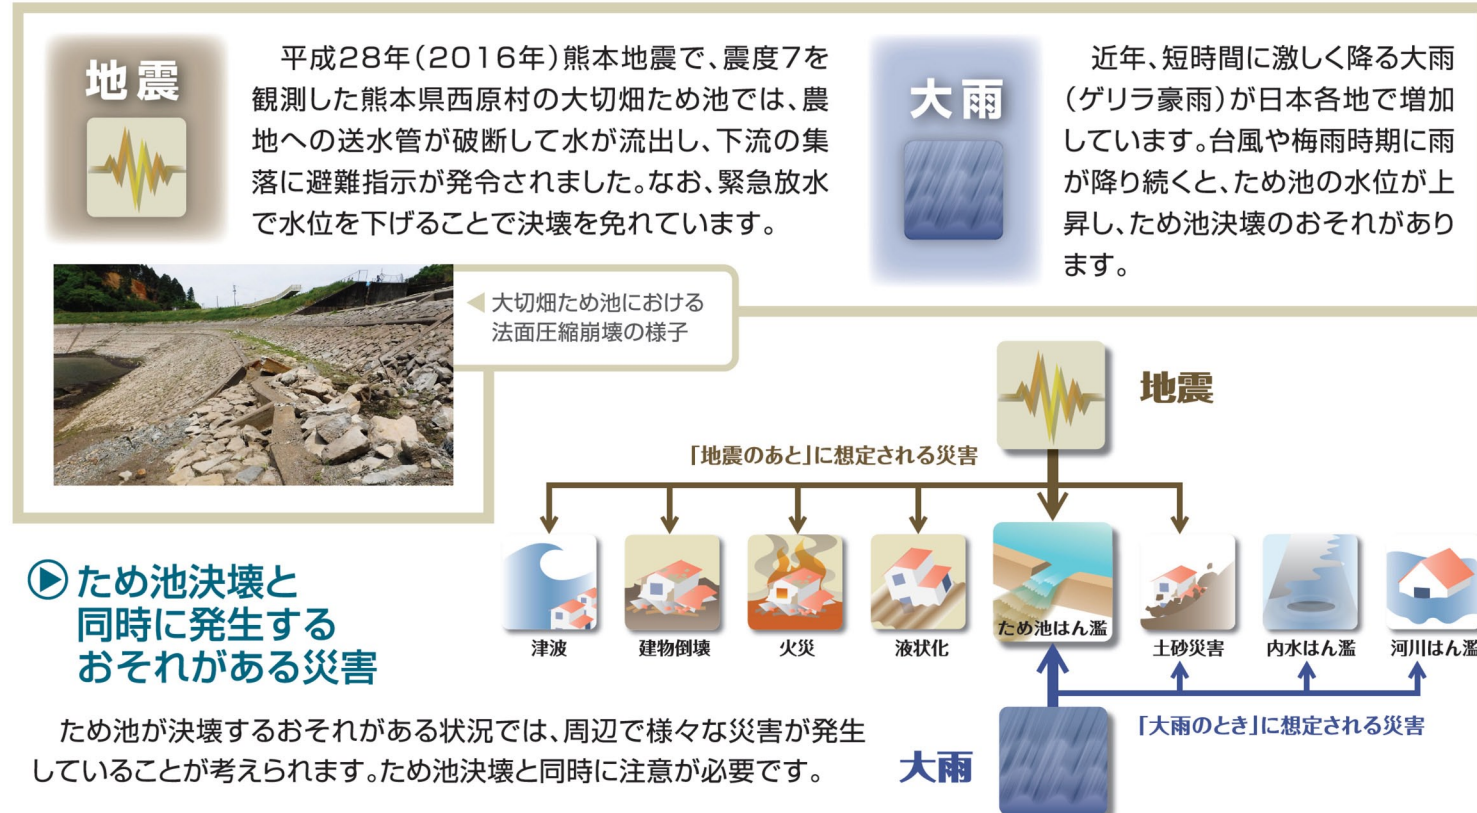 地震
平成28年(2016年)熊本地震で、震度7を
観測した熊本県西原村の大切畑ため池では、農
地への送水管が破断して水が流出し、下流の集
落に避難指示が発令されました。なお、緊急放水
で水位を下げることで決壊を免れています。
大雨
近年、短時間に激しく降る大雨
(ゲリラ豪雨)が日本各地で増加
しています。台風や梅雨時期に雨
が降り続くと、ため池の水位が上
昇し、ため池決壊のおそれがあり
ます。
◀大切畑ため池における
法面圧縮崩壊の様子
地震
「地震のあと」に想定される災害
津波
建物倒壊
火災
液状化
ため池はん濫
土砂災害
内水はん濫
河川はん濫
「大雨のとき」に想定される災害
大雨
ため池決壊と
同時に発生する
おそれがある災害
ため池が決壊するおそれがある状況では、周辺で様々な災害が発生
していることが考えられます。ため池決壊と同時に注意が必要です。